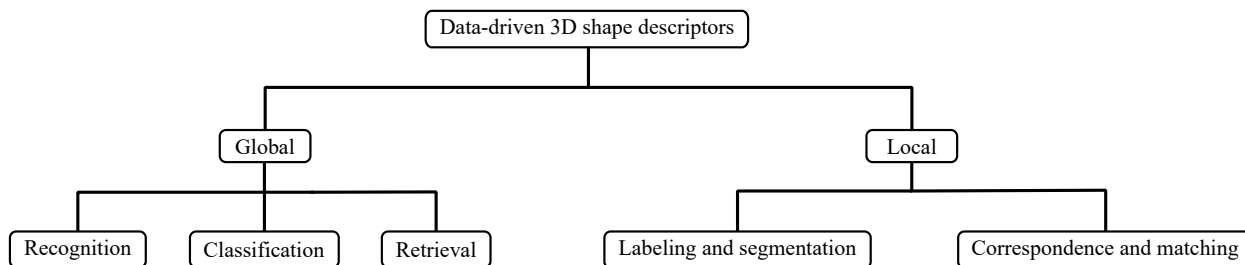 Data-driven 3D shape descriptors
Global
Local
Recognition
Classification
Retrieval
Labeling and segmentation
Correspondence and matching